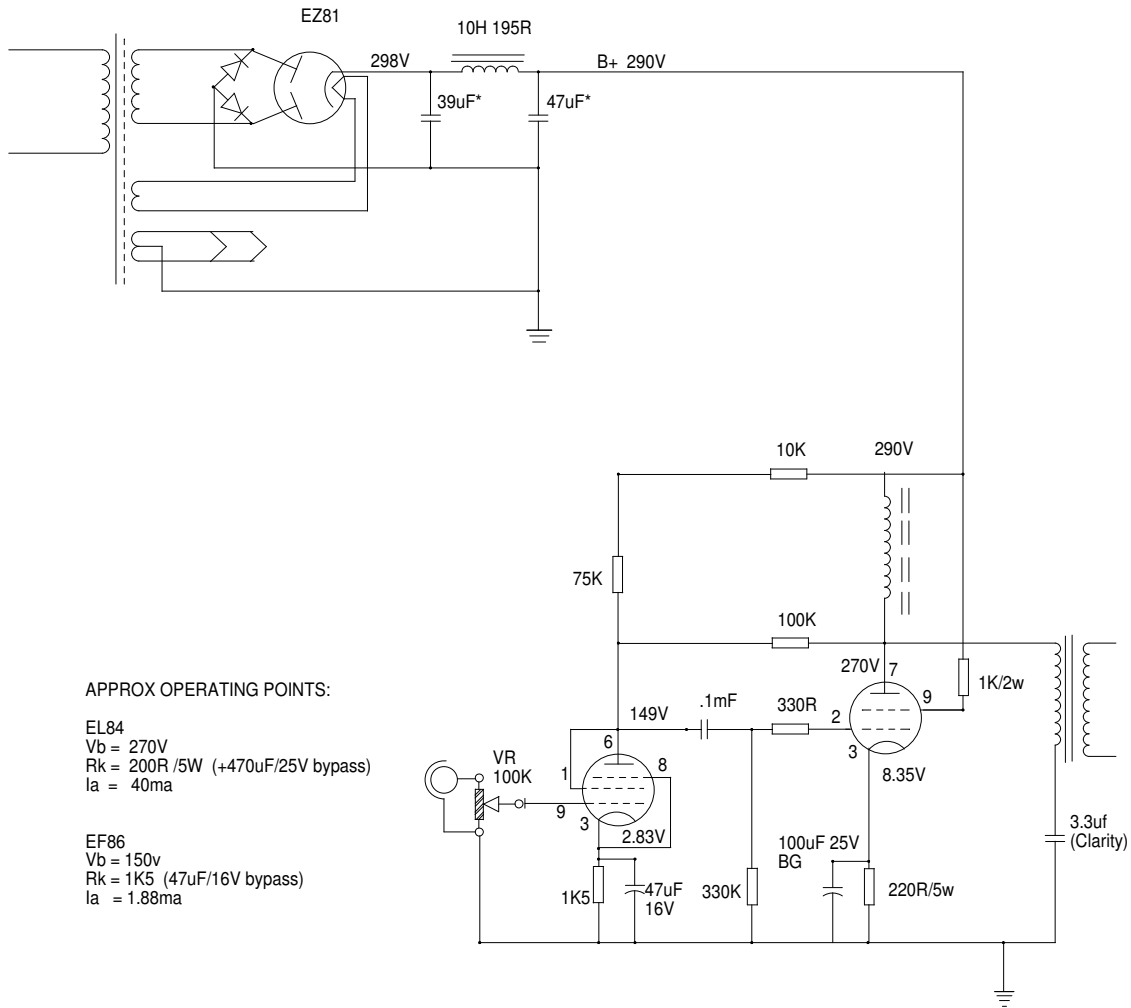 EZ81
10H 195R
298V
B+ 290V
39uF*
47uF*
10K
290V
75K
100K
270V
7
1K/2w
9
.1mF
330R
2
149V
3
6
8.35V
VR
100K
1
8
9
3
2.83V
100uF 25V
BG
3.3uf
(Clarity)
1K5
47uF
16V
330K
220R/5w
APPROX OPERATING POINTS:
EL84
Vb = 270V
Rk = 200R /5W (+470uF/25V bypass)
Ia = 40ma
EF86
Vb = 150v
Rk = 1K5 (47uF/16V bypass)
Ia = 1.88ma